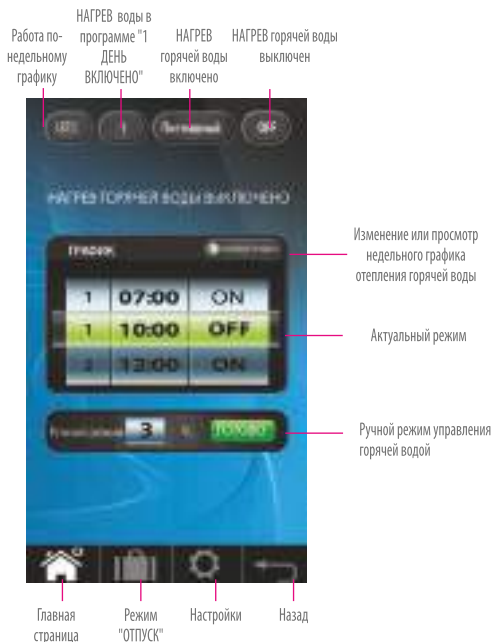 НАГРЕВ воды в
программе "1
ДЕНЬ
ВКЛЮЧЕНО"
Работа по-
недельному
графику
НАГРЕВ
горячей воды
включено
НАГРЕВ горячей воды
выключен
1
OFF
НАГРЕВ ГОРЯЧЕЙ ВОДЫ ВЫКЛЮЧЕНО
ГРАФИК
1 07:00 ON
1 10:00 OFF
2 13:00 ON
3 ГОТОВО
Изменение или просмотр
недельного графика
отепления горячей воды
Актуальный режим
Ручной режим управления
горячей водой
Главная
страница
Режим
"ОТПУСК"
Настройки
Назад